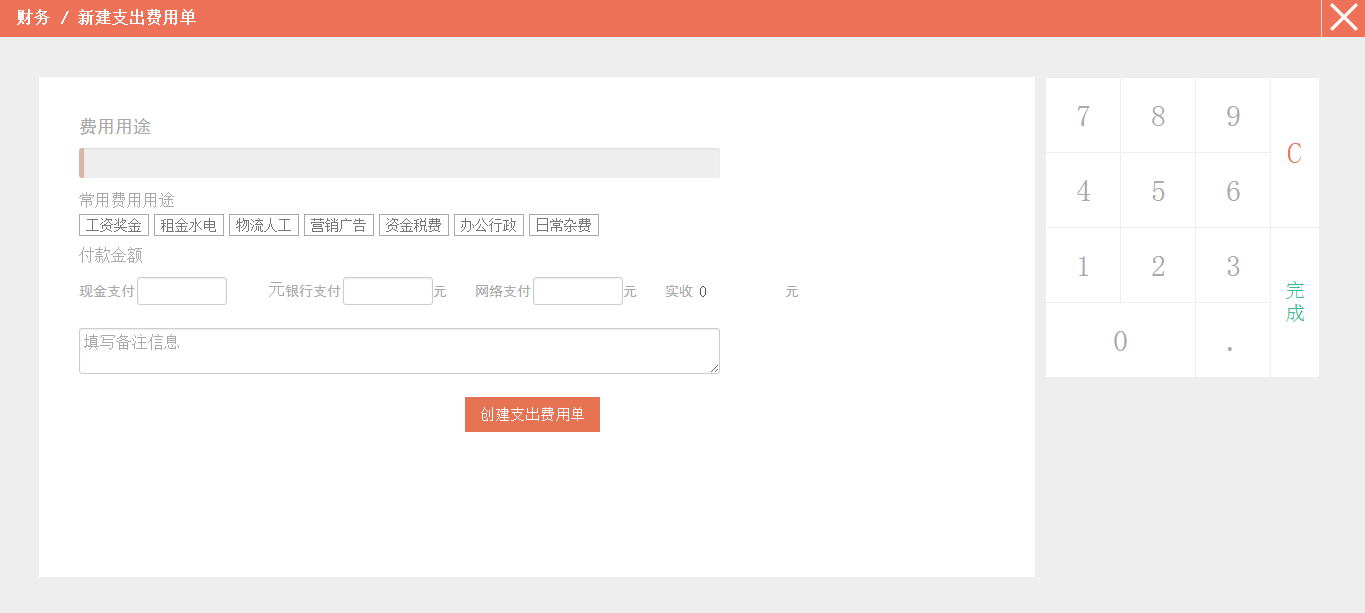 财务 / 新建支出费用单
费用用途
常用费用用途
工资奖金 租金水电 物流人工 营销广告 资金税费 办公行政 日常杂费
付款金额
现金支付 元 银行支付 元 网络支付 元 实收 0 元
填写备注信息
创建支出费用单
7 8 9
C
4 5 6
1 2 3
完
成
0 .